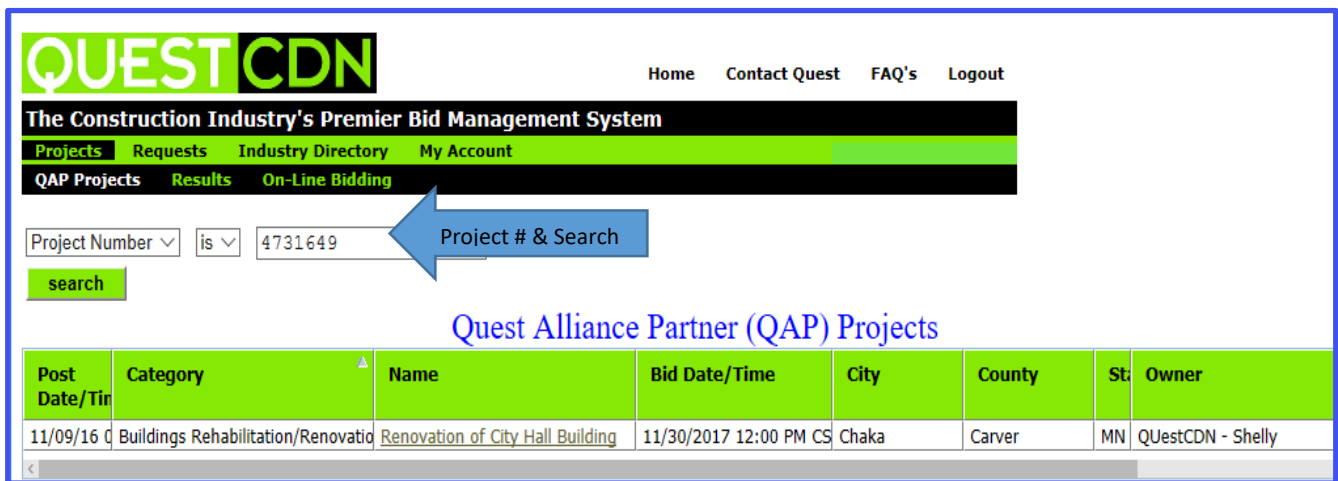 QUESTCDN
Home Contact Quest FAQ's Logout
The Construction Industry's Premier Bid Management System
Projects Requests Industry Directory My Account
QAP Projects Results On-Line Bidding
Project Number is 4731649 Project # & Search
search
Quest Alliance Partner (QAP) Projects
Post Category Name Bid Date/Time City County Sta Owner
Date/Tim
11/09/16 0 Buildings Rehabilitation/Renovatio Renovation of City Hall Building 11/30/2017 12:00 PM CS Chaka Carver MN QUestCDN - Shelly